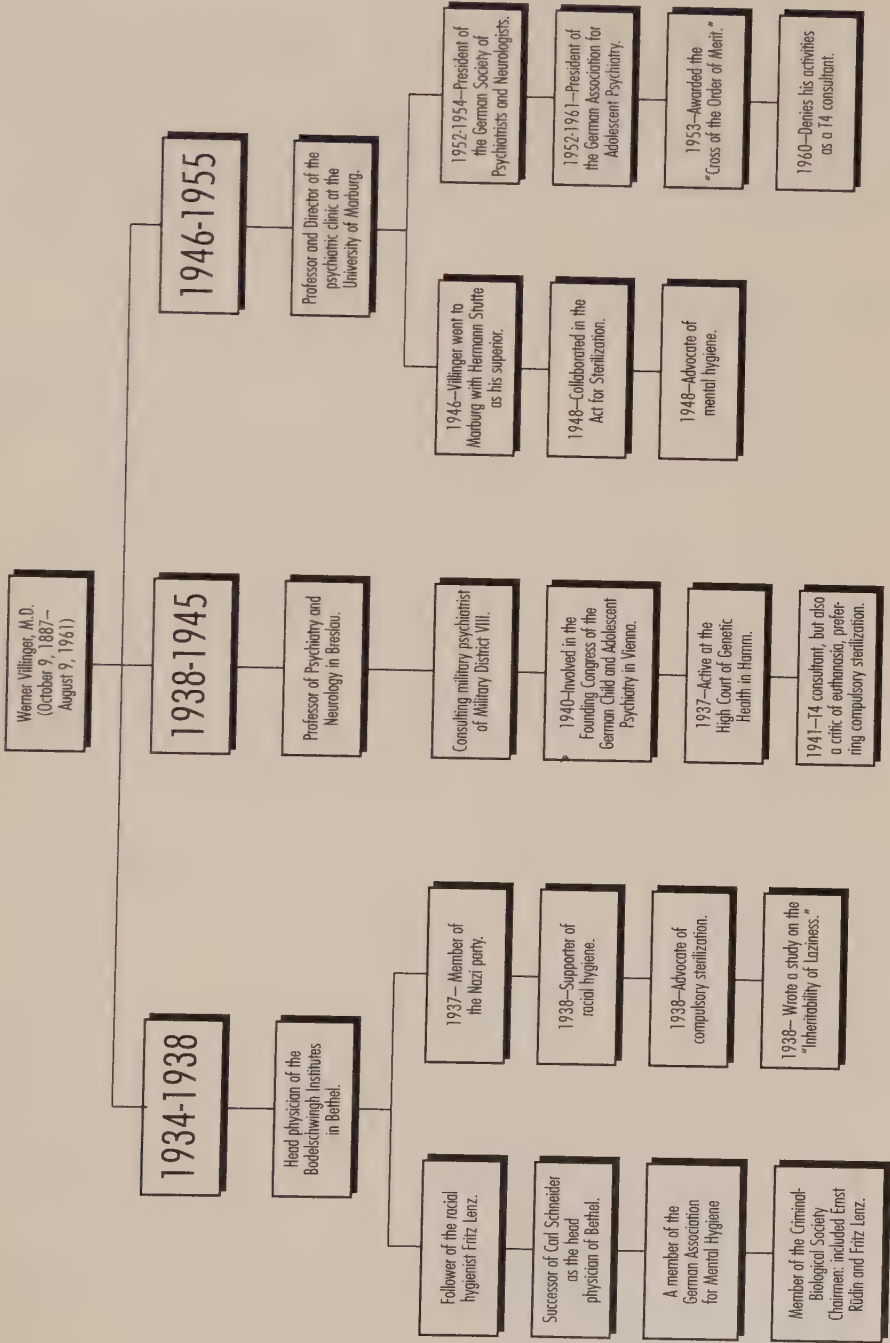 Werner Villinger, M.D.
(October 9, 1887–
August 9, 1961)
1934-1938
Head physician of the
Bodelschwingh Institutes
in Bethel.
Follower of the racial
hygienist Fritz Lenz.
Successor of Carl Schneider
as the head
physician of Bethel.
A member of the
German Association
for Mental Hygiene
Member of the Criminal-
Biological Society
Chairmen: included Ernst
Rüdin and Fritz Lenz.
1937– Member of
the Nazi party.
1938–Supporter of
racial hygiene.
1938–Advocate of
compulsory sterilization.
1938– Wrote a study on the
"Inheritability of Laziness."
1938-1945
Professor of Psychiatry and
Neurology in Breslau.
Consulting military psychiatrist
of Military District VIII.
1940–Involved in the
Founding Congress of the
German Child and Adolescent
Psychiatry in Vienna.
1937–Active at the
High Court of Genetic
Health in Hamm.
1941–T4 consultant, but also
a critic of euthanasia, prefer-
ring compulsory sterilization.
1946-1955
Professor and Director of the
psychiatric clinic at the
University of Marburg.
1946–Villinger went to
Marburg with Hermann Stutte
as his superior.
1948–Collaborated in the
Act for Sterilization.
1948–Advocate of
mental hygiene.
1952-1954–President of
the German Society of
Psychiatrists and Neurologists.
1952-1961–President of
the German Association for
Adolescent Psychiatry.
1953–Awarded the
"Cross of the Order of Merit."
1960–Denies his activities
as a T4 consultant.